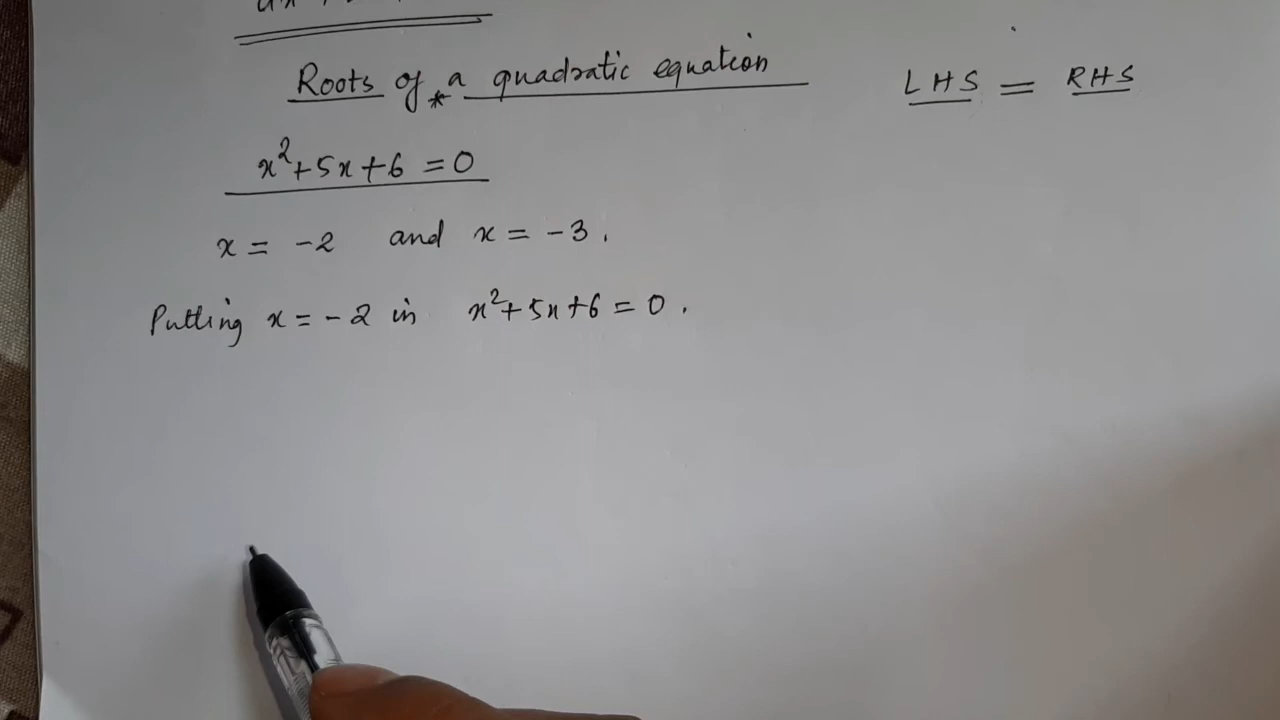 Roots of a quadratic equation
*
LHS = RHS
x²+5x+6 = 0
x = -2 and x = -3.
Putting x = -2 in x²+5x+6 = 0.